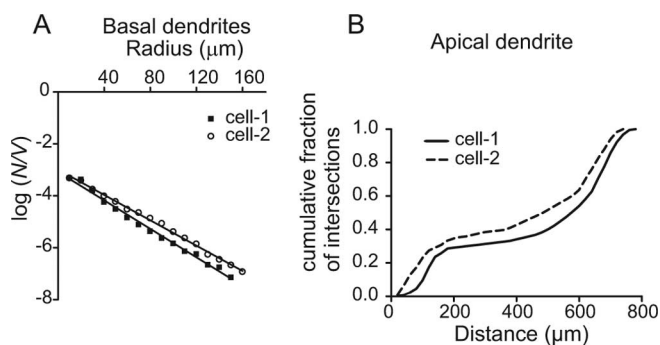 A
Basal dendrites
Radius (μm)
40 80 120 160
0
-2
-4
-6
-8
log (N/V)
cell-1
cell-2
B
Apical dendrite
1.0
0.8
0.6
0.4
0.2
0.0
cumulative fraction
of intersections
cell-1
cell-2
0 200 400 600 800
Distance (μm)